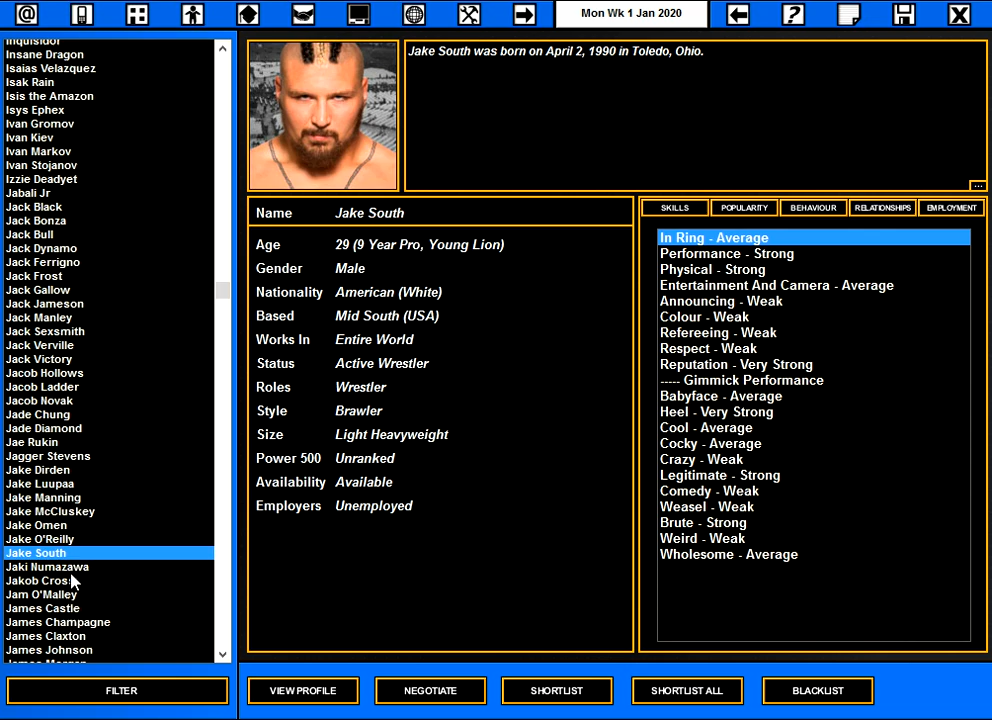 @
Mon Wk 1 Jan 2020
?
X
Inquisidor
Insane Dragon
Isaias Velazquez
Isak Rain
Isis the Amazon
Isys Ephex
Ivan Gromov
Ivan Kiev
Ivan Markov
Ivan Stojanov
Izzie Deadyet
Jabali Jr
Jack Black
Jack Bonza
Jack Bull
Jack Dynamo
Jack Ferrigno
Jack Frost
Jack Gallow
Jack Jameson
Jack Manley
Jack Sexsmith
Jack Verville
Jack Victory
Jacob Hollows
Jacob Ladder
Jacob Novak
Jade Chung
Jade Diamond
Jae Rukin
Jagger Stevens
Jake Dirden
Jake Luupaa
Jake Manning
Jake McCluskey
Jake Omen
Jake O'Reilly
Jake South
Jaki Numazawa
Jakob Cross
Jam O'Malley
James Castle
James Champagne
James Claxton
James Johnson
FILTER
Jake South was born on April 2, 1990 in Toledo, Ohio.
...
Name Jake South
Age 29 (9 Year Pro, Young Lion)
Gender Male
Nationality American (White)
Based Mid South (USA)
Works In Entire World
Status Active Wrestler
Roles Wrestler
Style Brawler
Size Light Heavyweight
Power 500 Unranked
Availability Available
Employers Unemployed
SKILLS POPULARITY BEHAVIOUR RELATIONSHIPS EMPLOYMENT
In Ring - Average
Performance - Strong
Physical - Strong
Entertainment And Camera - Average
Announcing - Weak
Colour - Weak
Refereeing - Weak
Respect - Weak
Reputation - Very Strong
----- Gimmick Performance
Babyface - Average
Heel - Very Strong
Cool - Average
Cocky - Average
Crazy - Weak
Legitimate - Strong
Comedy - Weak
Weasel - Weak
Brute - Strong
Weird - Weak
Wholesome - Average
VIEW PROFILE NEGOTIATE SHORTLIST SHORTLIST ALL BLACKLIST